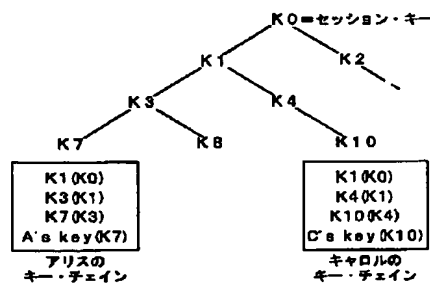 K0=セッション・キー
K1
K2
K3
K4
K7
K8
K10
K1(K0)
K3(K1)
K7(K3)
A's key(K7)
アリスの
キー・チェイン
K1(K0)
K4(K1)
K10(K4)
C's key(K10)
キャロルの
キー・チェイン